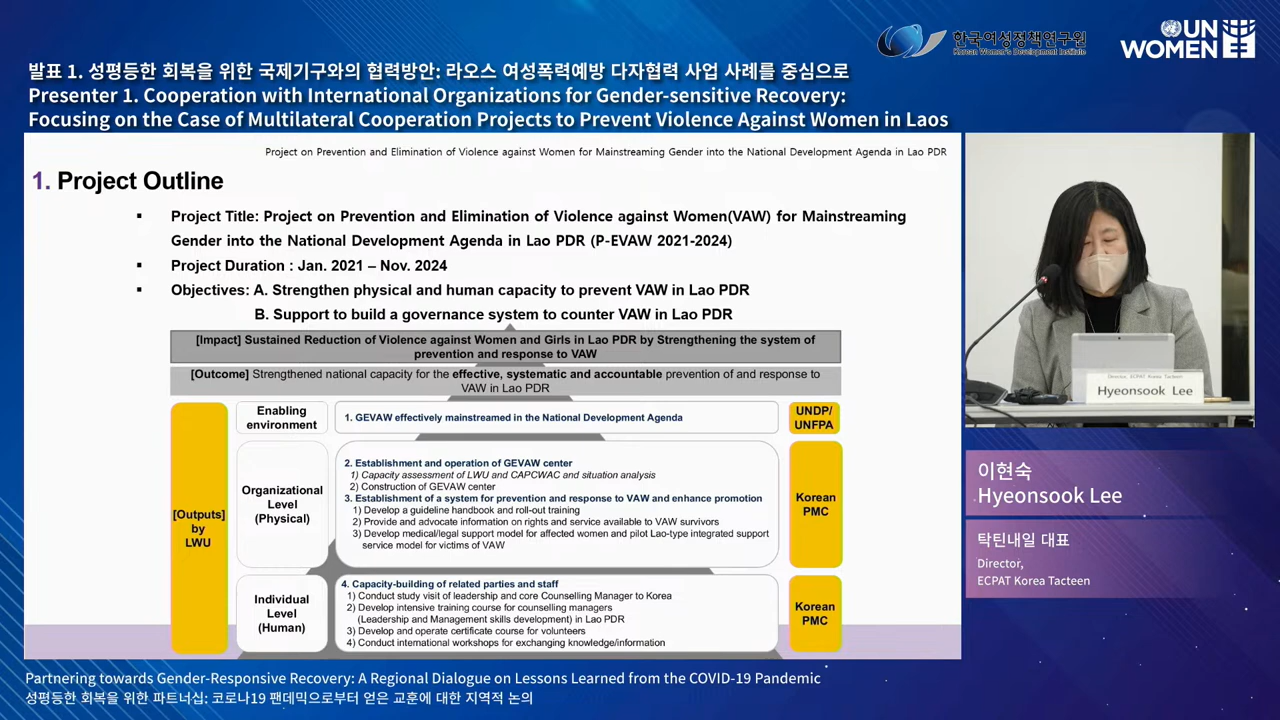 한국여성정책연구원
Korean Women's Development Institute
UN
WOMEN
발표 1. 성평등한 회복을 위한 국제기구와의 협력방안: 라오스 여성폭력예방 다자협력 사업 사례를 중심으로
Presenter 1. Cooperation with International Organizations for Gender-sensitive Recovery:
Focusing on the Case of Multilateral Cooperation Projects to Prevent Violence Against Women in Laos
Project on Prevention and Elimination of Violence against Women for Mainstreaming Gender into the National Development Agenda in Lao PDR
1. Project Outline
▪ Project Title: Project on Prevention and Elimination of Violence against Women(VAW) for Mainstreaming
Gender into the National Development Agenda in Lao PDR (P-EVAW 2021-2024)
▪ Project Duration : Jan. 2021 – Nov. 2024
▪ Objectives: A. Strengthen physical and human capacity to prevent VAW in Lao PDR
B. Support to build a governance system to counter VAW in Lao PDR
[Impact] Sustained Reduction of Violence against Women and Girls in Lao PDR by Strengthening the system of
prevention and response to VAW
[Outcome] Strengthened national capacity for the effective, systematic and accountable prevention of and response to
VAW in Lao PDR
[Outputs]
by
LWU
Enabling
environment
1. GEVAW effectively mainstreamed in the National Development Agenda
UNDP/
UNFPA
Organizational
Level
(Physical)
2. Establishment and operation of GEVAW center
1) Capacity assessment of LWU and CAPCWAC and situation analysis
2) Construction of GEVAW center
3. Establishment of a system for prevention and response to VAW and enhance promotion
1) Develop a guideline handbook and roll-out training
2) Provide and advocate information on rights and service available to VAW survivors
3) Develop medical/legal support model for affected women and pilot Lao-type integrated support
service model for victims of VAW
Korean
PMC
Individual
Level
(Human)
4. Capacity-building of related parties and staff
1) Conduct study visit of leadership and core Counselling Manager to Korea
2) Develop intensive training course for counselling managers
(Leadership and Management skills development) in Lao PDR
3) Develop and operate certificate course for volunteers
4) Conduct international workshops for exchanging knowledge/information
Korean
PMC
Director, ECPAT Korea Tacteen
Hyeonsook Lee
이현숙
Hyeonsook Lee
탁틴내일 대표
Director,
ECPAT Korea Tacteen
Partnering towards Gender-Responsive Recovery: A Regional Dialogue on Lessons Learned from the COVID-19 Pandemic
성평등한 회복을 위한 파트너십: 코로나19 팬데믹으로부터 얻은 교훈에 대한 지역적 논의